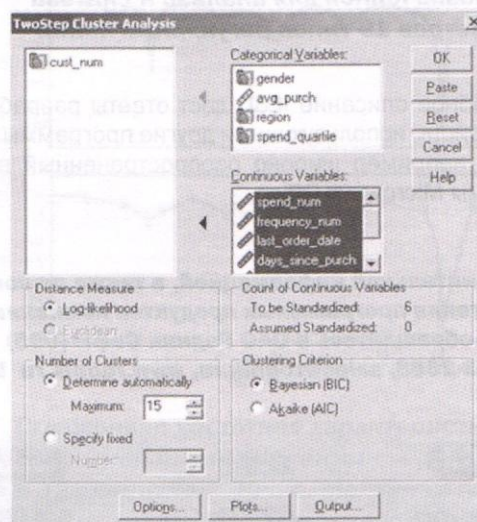 TwoStep Cluster Analysis
cust_num
Categorical Variables:
gender
avg_purch
region
spend_quartile
Continuous Variables:
spend_num
frequency_num
last_order_date
days_since_purch
OK
Paste
Reset
Cancel
Help
Distance Measure
Log-likelihood
Euclidean
Count of Continuous Variables
To be Standardized: 6
Assumed Standardized: 0
Number of Clusters
Determine automatically
Maximum: 15
Specify fixed
Number:
Clustering Criterion
Bayesian (BIC)
Akaike (AIC)
Options...
Plots...
Output...